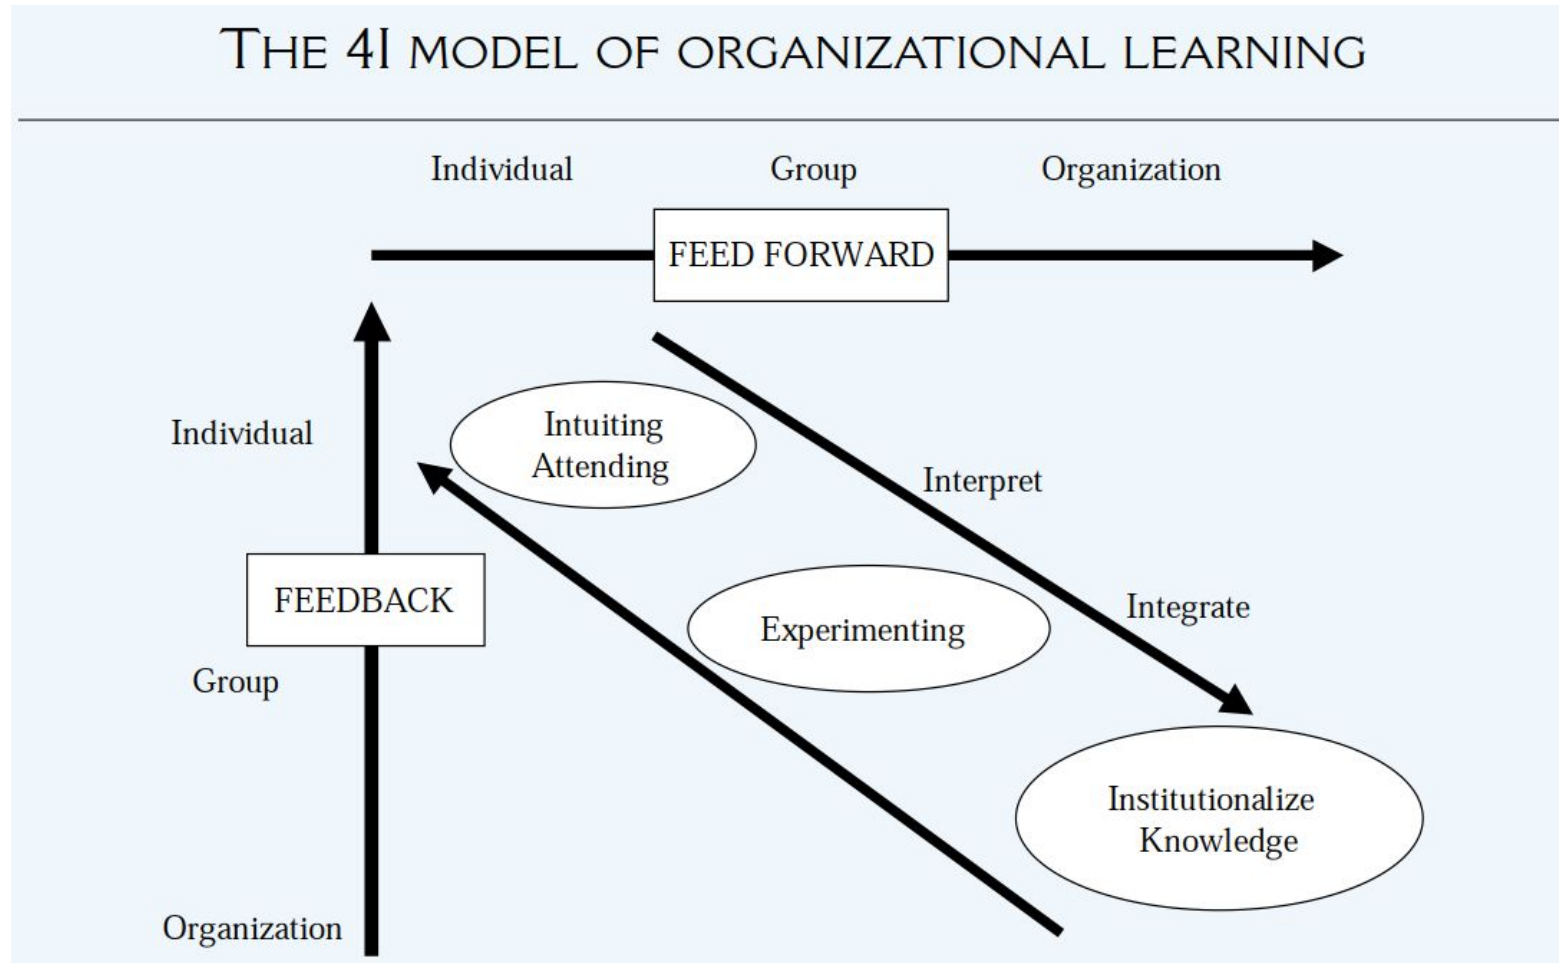 THE 4I MODEL OF ORGANIZATIONAL LEARNING
Individual Group Organization
FEED FORWARD
Intuiting
Attending
Individual
Interpret
FEEDBACK
Experimenting
Integrate
Group
Institutionalize
Knowledge
Organization